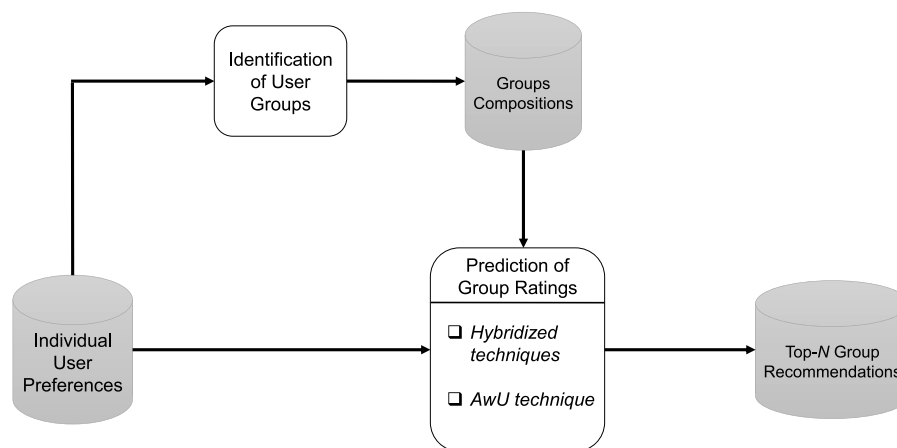 Identification
of User
Groups
Groups
Compositions
Prediction of
Group Ratings
Individual
User
Preferences
❑ Hybridized
techniques
❑ AwU technique
Top-N Group
Recommendations